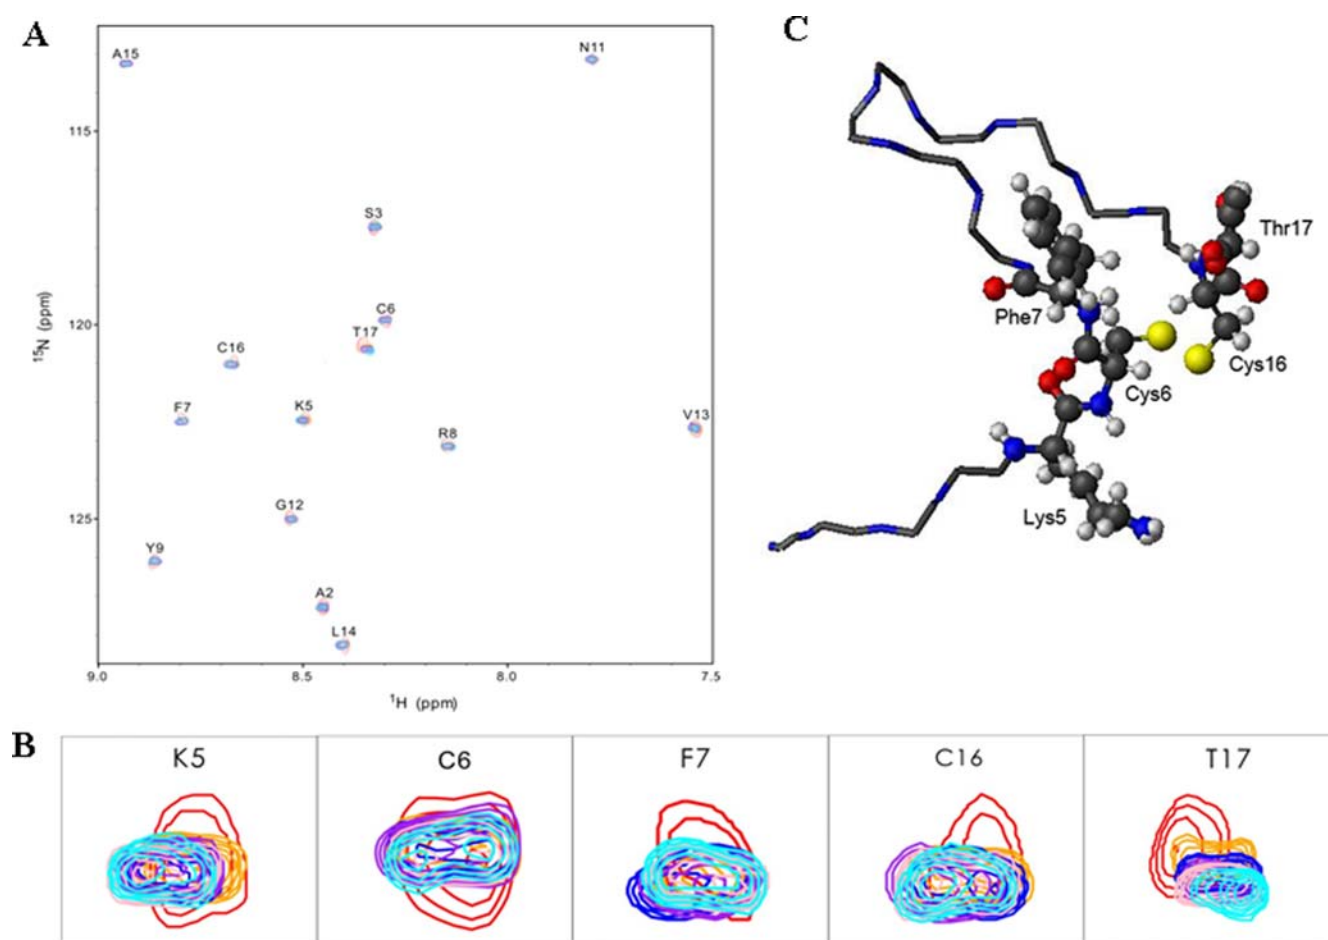 A
C
A15
N11
115
S3
C6
T17
120
C16
F7
K5
V13
R8
G12
125
Y9
A2
L14
¹⁵N (ppm)
9.0 8.5 8.0 7.5
¹H (ppm)
Thr17
Phe7
Cys16
Cys6
Lys5
B
K5 C6 F7 C16 T17